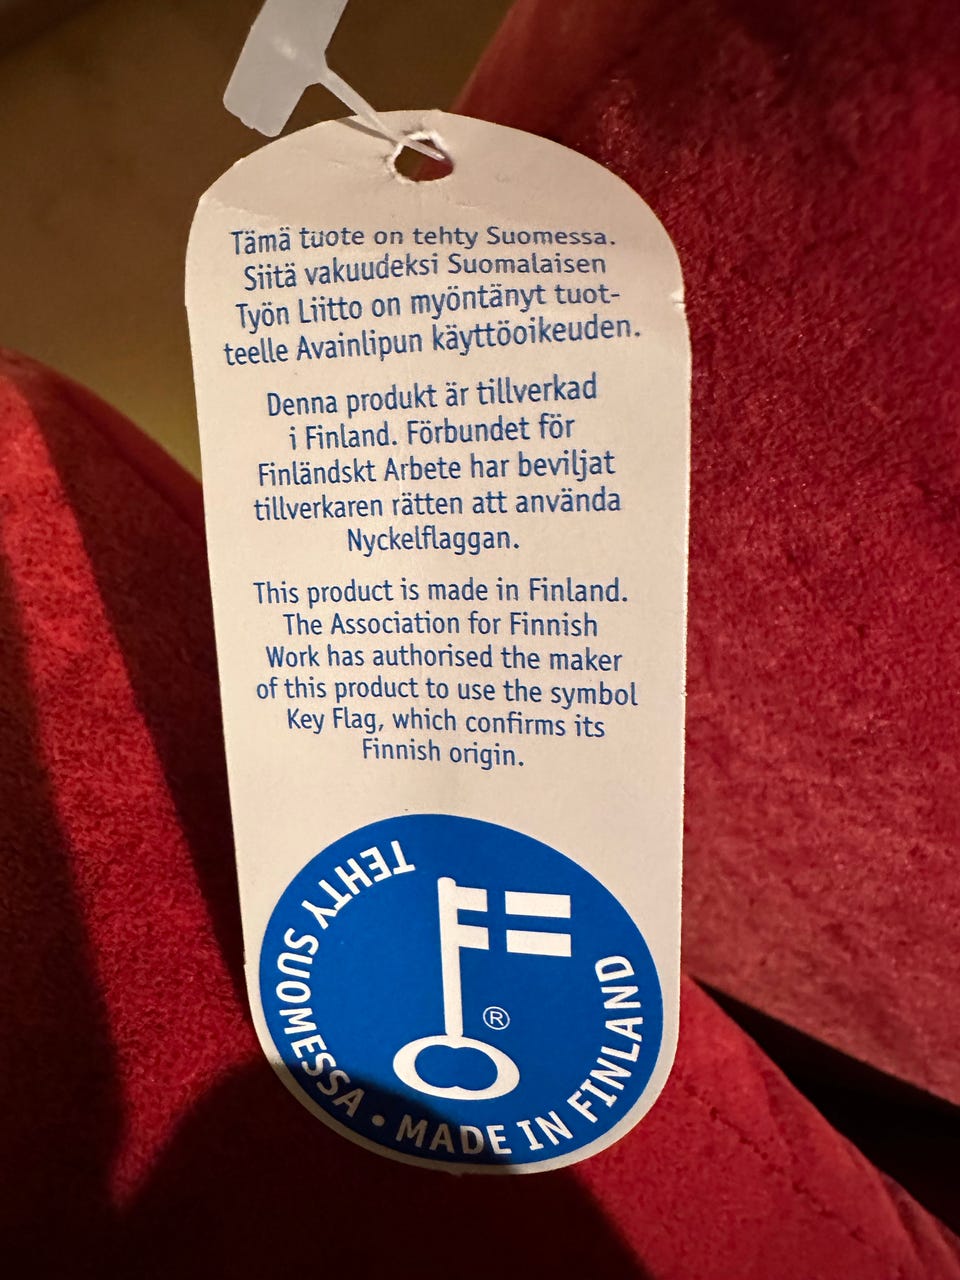 Tämä tuote on tehty Suomessa.
Siitä vakuudeksi Suomalaisen
Työn Liitto on myöntänyt tuot-
teelle Avainlipun käyttöoikeuden.
Denna produkt är tillverkad
i Finland. Förbundet för
Finländskt Arbete har beviljat
tillverkaren rätten att använda
Nyckelflaggan.
This product is made in Finland.
The Association for Finnish
Work has authorised the maker
of this product to use the symbol
Key Flag, which confirms its
Finnish origin.
TEHTY SUOMESSA • MADE IN FINLAND
®